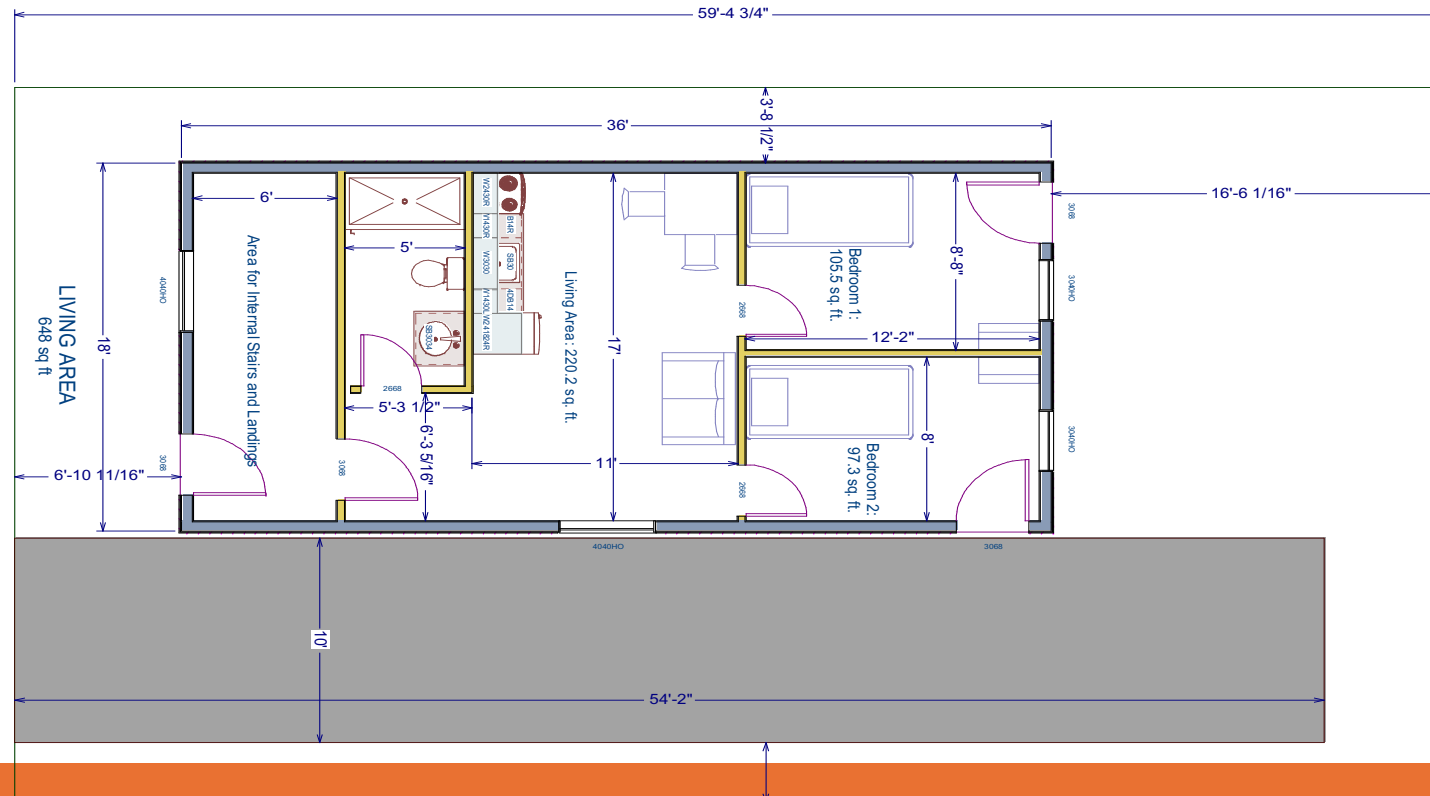 59'-4 3/4"
3'-8 1/2"
36'
16'-6 1/16"
6'
5'
17'
8'-8"
12'-2"
18'
8'
11'
5'-3 1/2"
6'-3 5/16"
6'-10 11/16"
10'
54'-2"
LIVING AREA
648 sq ft
Area for Internal Stairs and Landings
Living Area: 220.2 sq. ft.
Bedroom 1:
105.5 sq. ft.
Bedroom 2:
97.3 sq. ft.
W2430R
W1430R
W3030
W1430L
W241824R
B14R
SB30
4DB14
SB3034
4040HO
3068
2668
3068
2668
2668
3068
3040HO
3040HO
4040HO
3068